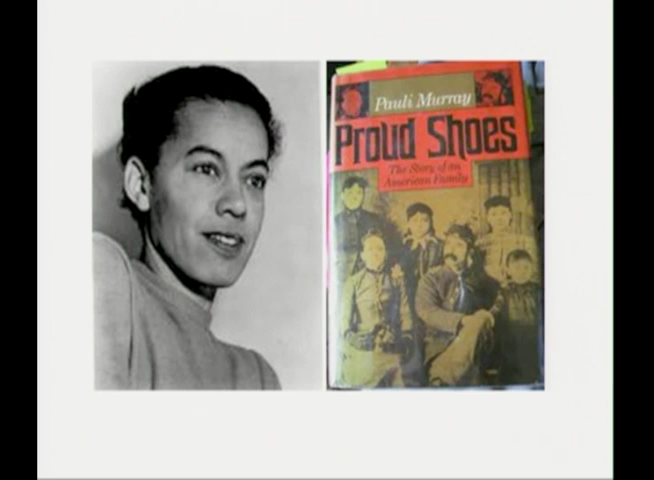 Pauli Murray
Proud Shoes
The Story of an
American Family